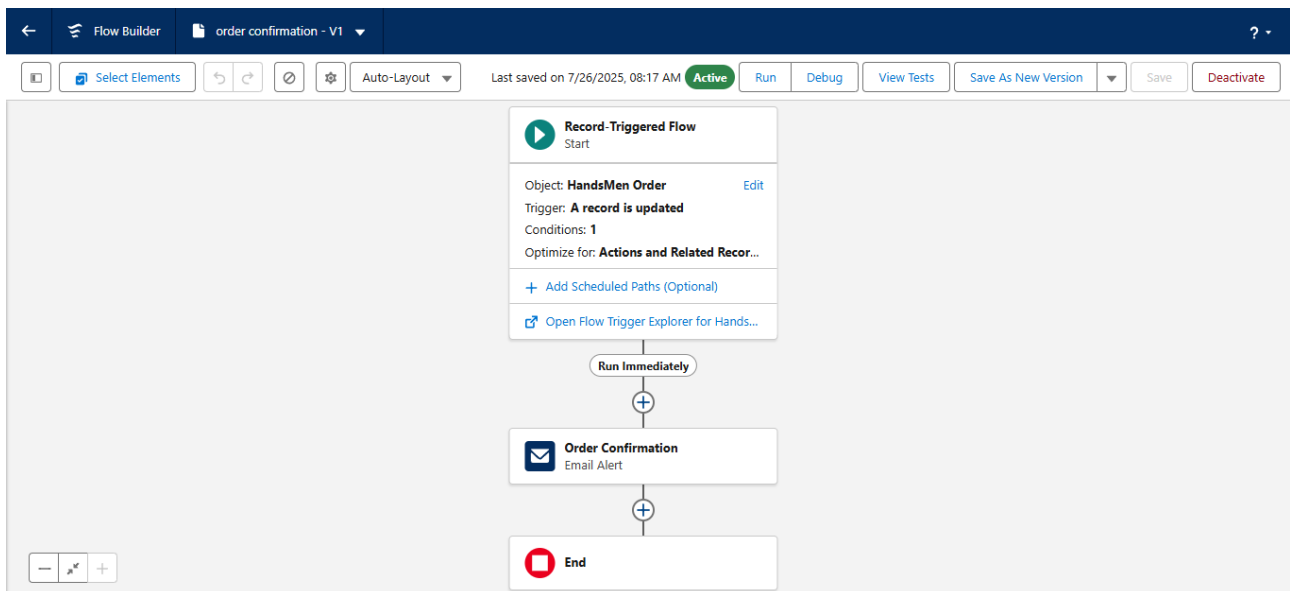 Flow Builder order confirmation - V1 ?
Select Elements Auto-Layout Last saved on 7/26/2025, 08:17 AM Active Run Debug View Tests Save As New Version Save Deactivate
Record-Triggered Flow
Start
Object: HandsMen Order Edit
Trigger: A record is updated
Conditions: 1
Optimize for: Actions and Related Recor...
+ Add Scheduled Paths (Optional)
Open Flow Trigger Explorer for Hands...
Run Immediately
Order Confirmation
Email Alert
End